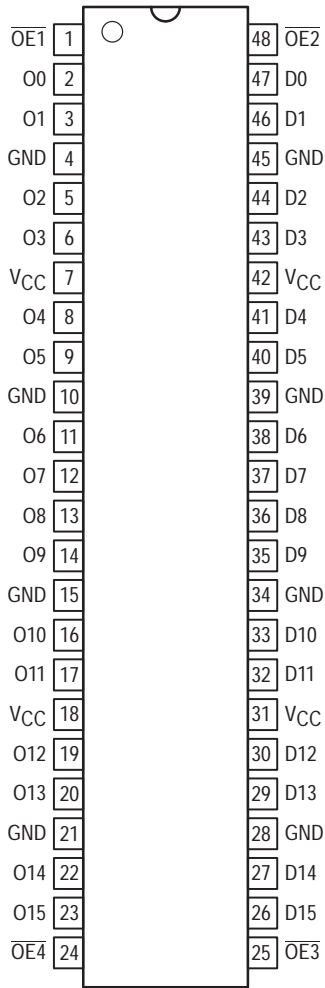 OE1 1 48 OE2
O0 2 47 D0
O1 3 46 D1
GND 4 45 GND
O2 5 44 D2
O3 6 43 D3
VCC 7 42 VCC
O4 8 41 D4
O5 9 40 D5
GND 10 39 GND
O6 11 38 D6
O7 12 37 D7
O8 13 36 D8
O9 14 35 D9
GND 15 34 GND
O10 16 33 D10
O11 17 32 D11
VCC 18 31 VCC
O12 19 30 D12
O13 20 29 D13
GND 21 28 GND
O14 22 27 D14
O15 23 26 D15
OE4 24 25 OE3